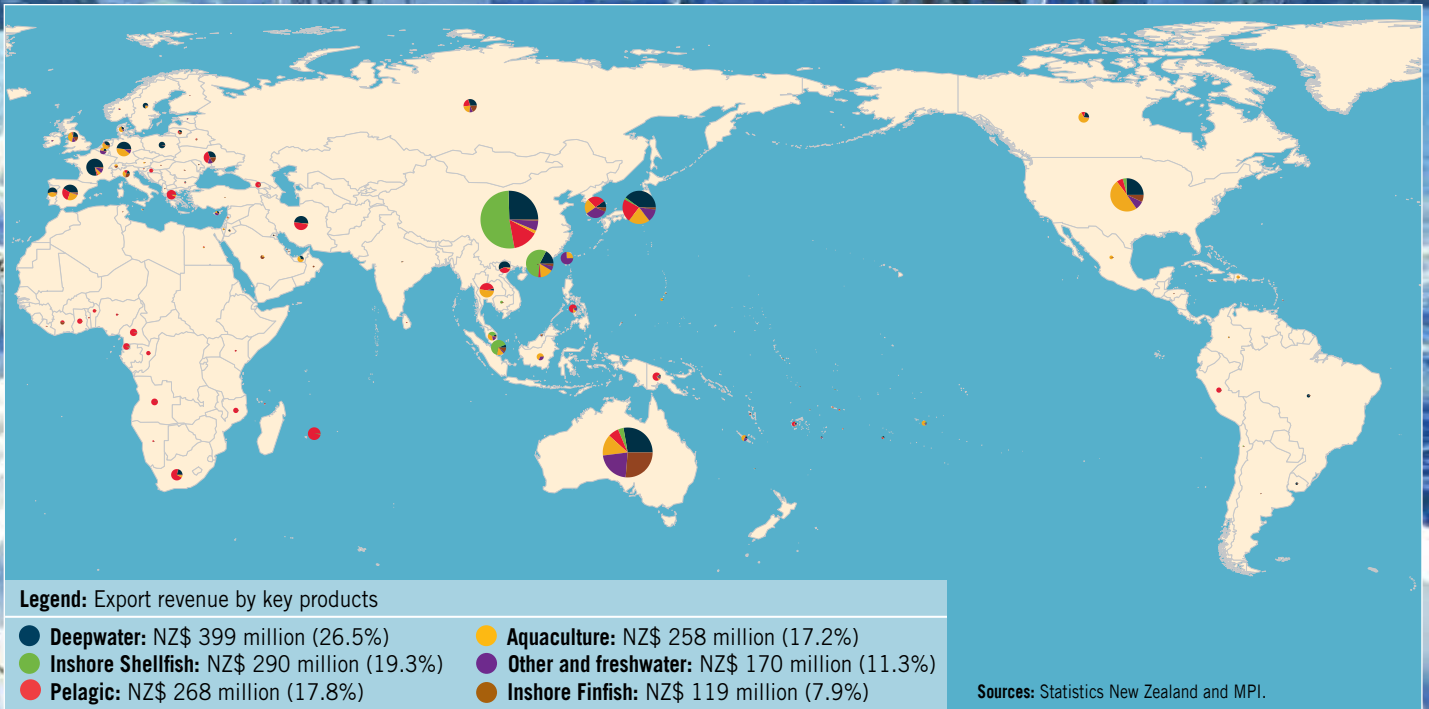 Legend: Export revenue by key products
Deepwater: NZ$ 399 million (26.5%)
Inshore Shellfish: NZ$ 290 million (19.3%)
Pelagic: NZ$ 268 million (17.8%)
Aquaculture: NZ$ 258 million (17.2%)
Other and freshwater: NZ$ 170 million (11.3%)
Inshore Finfish: NZ$ 119 million (7.9%)
Sources: Statistics New Zealand and MPI.